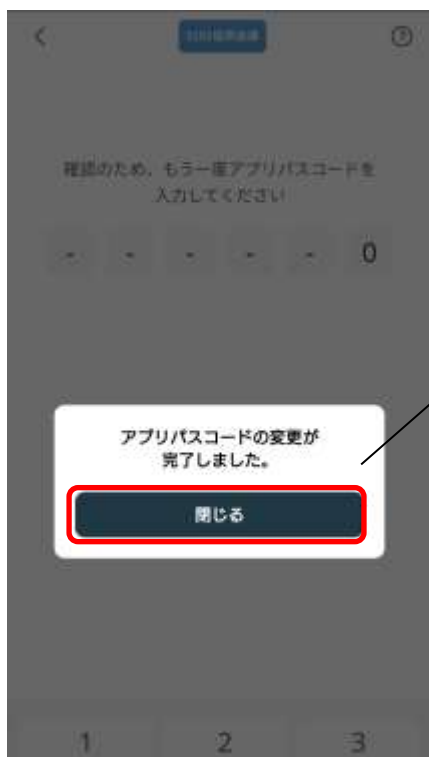 確認のため、もう一度アプリパスコードを
入力してください
- - - - - 0
アプリパスコードの変更が
完了しました。
閉じる
1 2 3